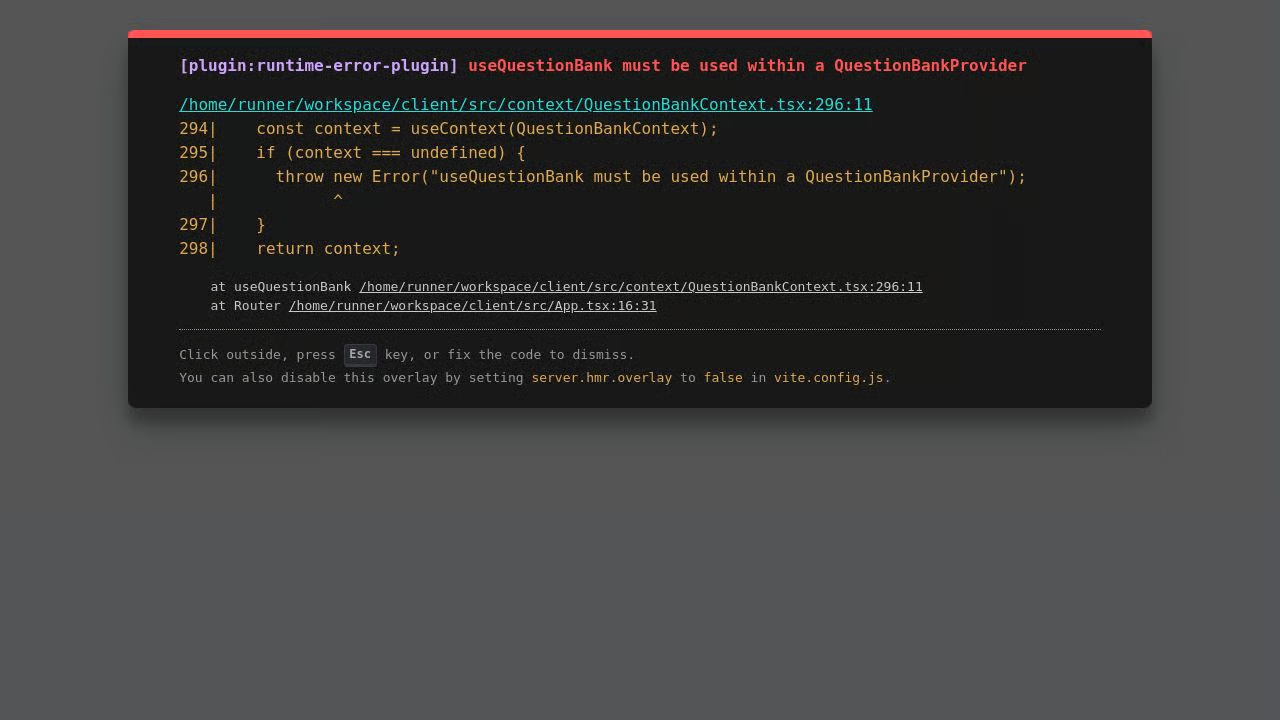 [plugin:runtime-error-plugin] useQuestionBank must be used within a QuestionBankProvider
/home/runner/workspace/client/src/context/QuestionBankContext.tsx:296:11
294|    const context = useContext(QuestionBankContext);
295|    if (context === undefined) {
296|      throw new Error("useQuestionBank must be used within a QuestionBankProvider");
   |            ^
297|    }
298|    return context;
at useQuestionBank /home/runner/workspace/client/src/context/QuestionBankContext.tsx:296:11
at Router /home/runner/workspace/client/src/App.tsx:16:31
Click outside, press Esc key, or fix the code to dismiss.
You can also disable this overlay by setting server.hmr.overlay to false in vite.config.js.